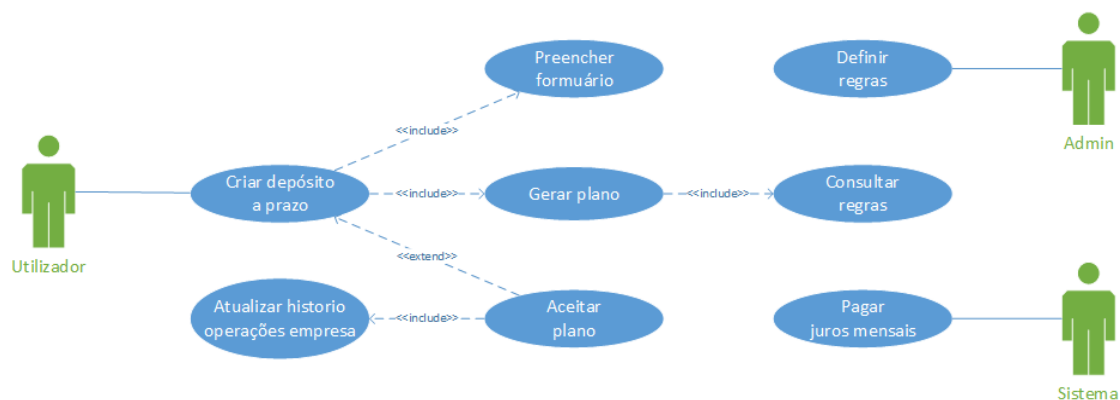 Preencher
formuário
Definir
regras
Admin
<<include>>
Utilizador
Criar depósito
a prazo
<<include>>
Gerar plano
<<include>>
Consultar
regras
<<extend>>
Atualizar historio
operações empresa
<<include>>
Aceitar
plano
Pagar
juros mensais
Sistema